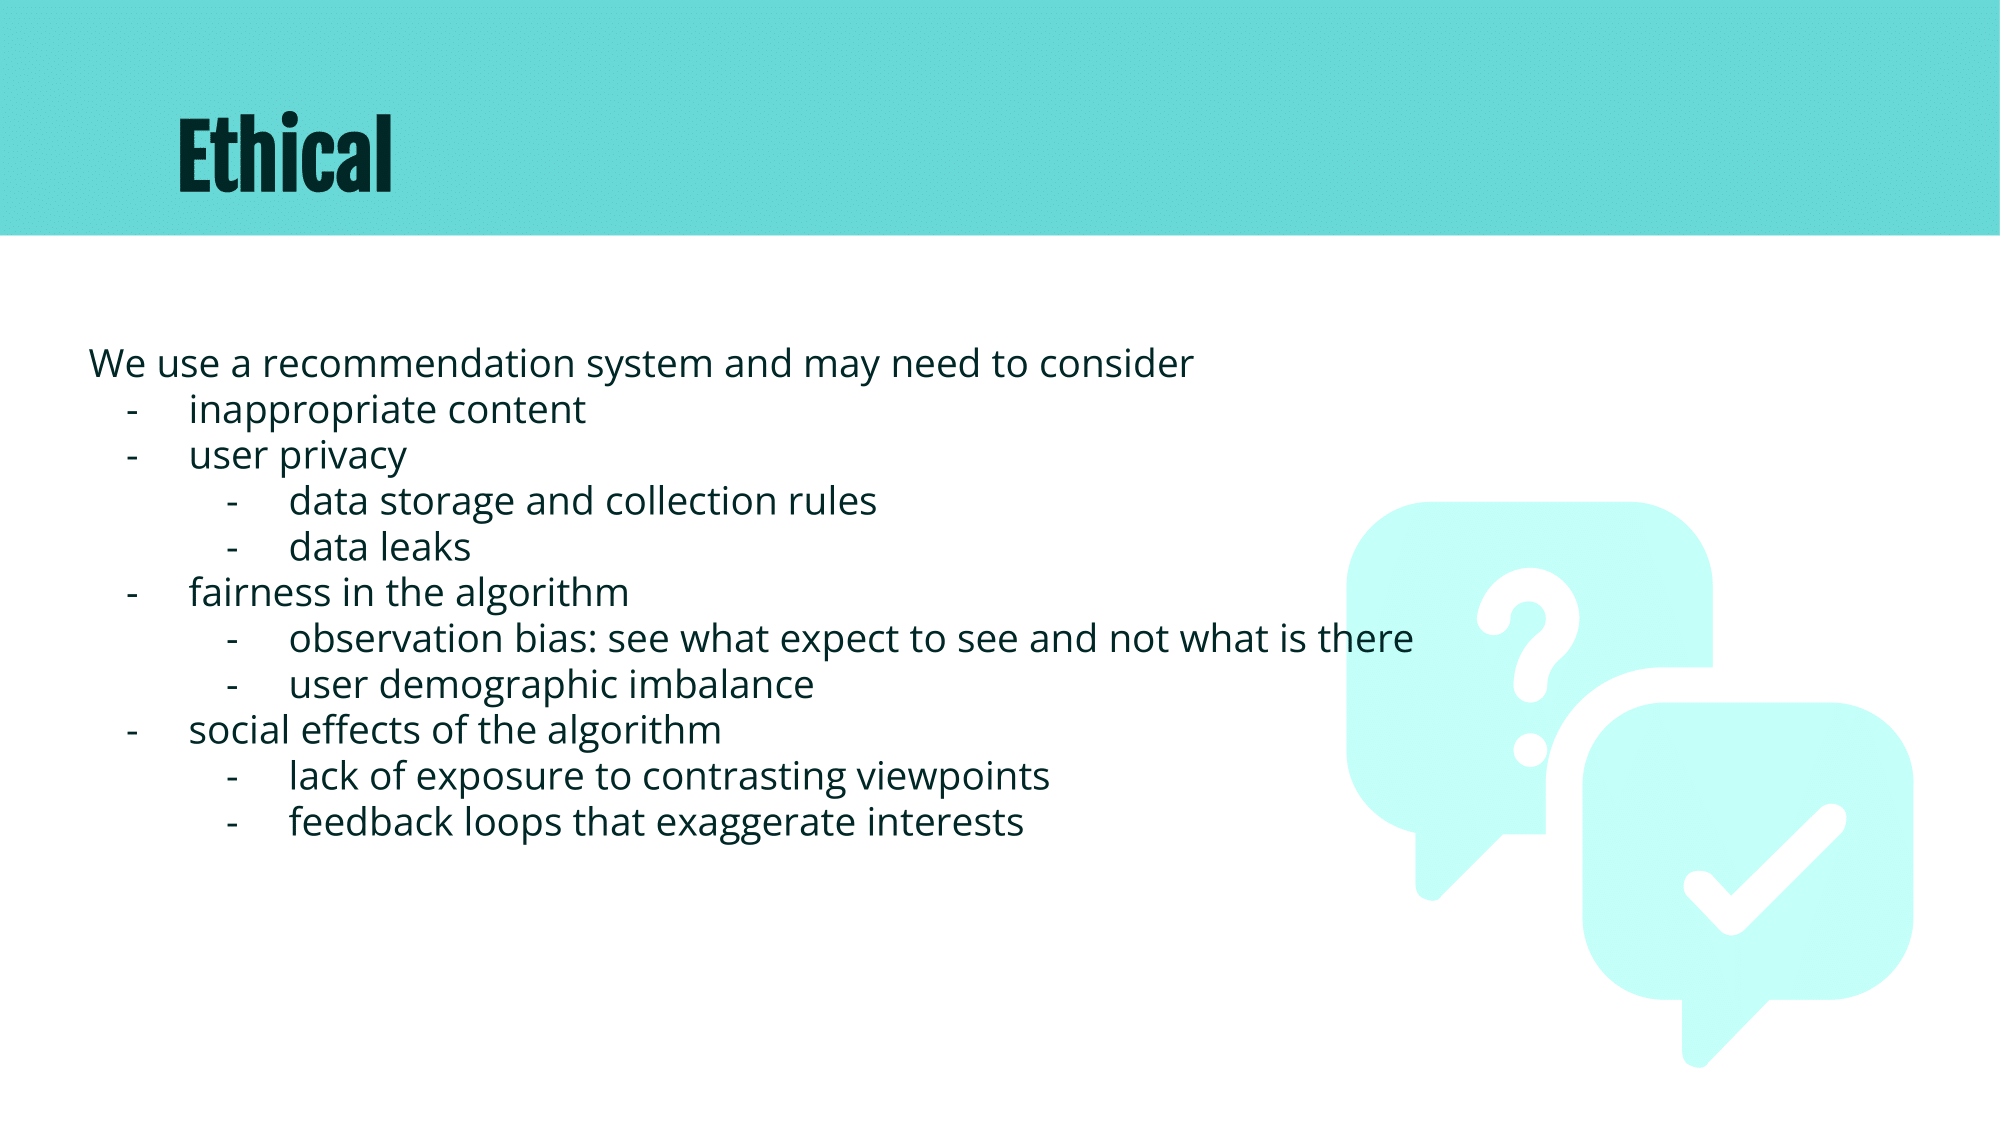 Ethical
We use a recommendation system and may need to consider
- inappropriate content
- user privacy
- data storage and collection rules
- data leaks
- fairness in the algorithm
- observation bias: see what expect to see and not what is there
- user demographic imbalance
- social effects of the algorithm
- lack of exposure to contrasting viewpoints
- feedback loops that exaggerate interests
?